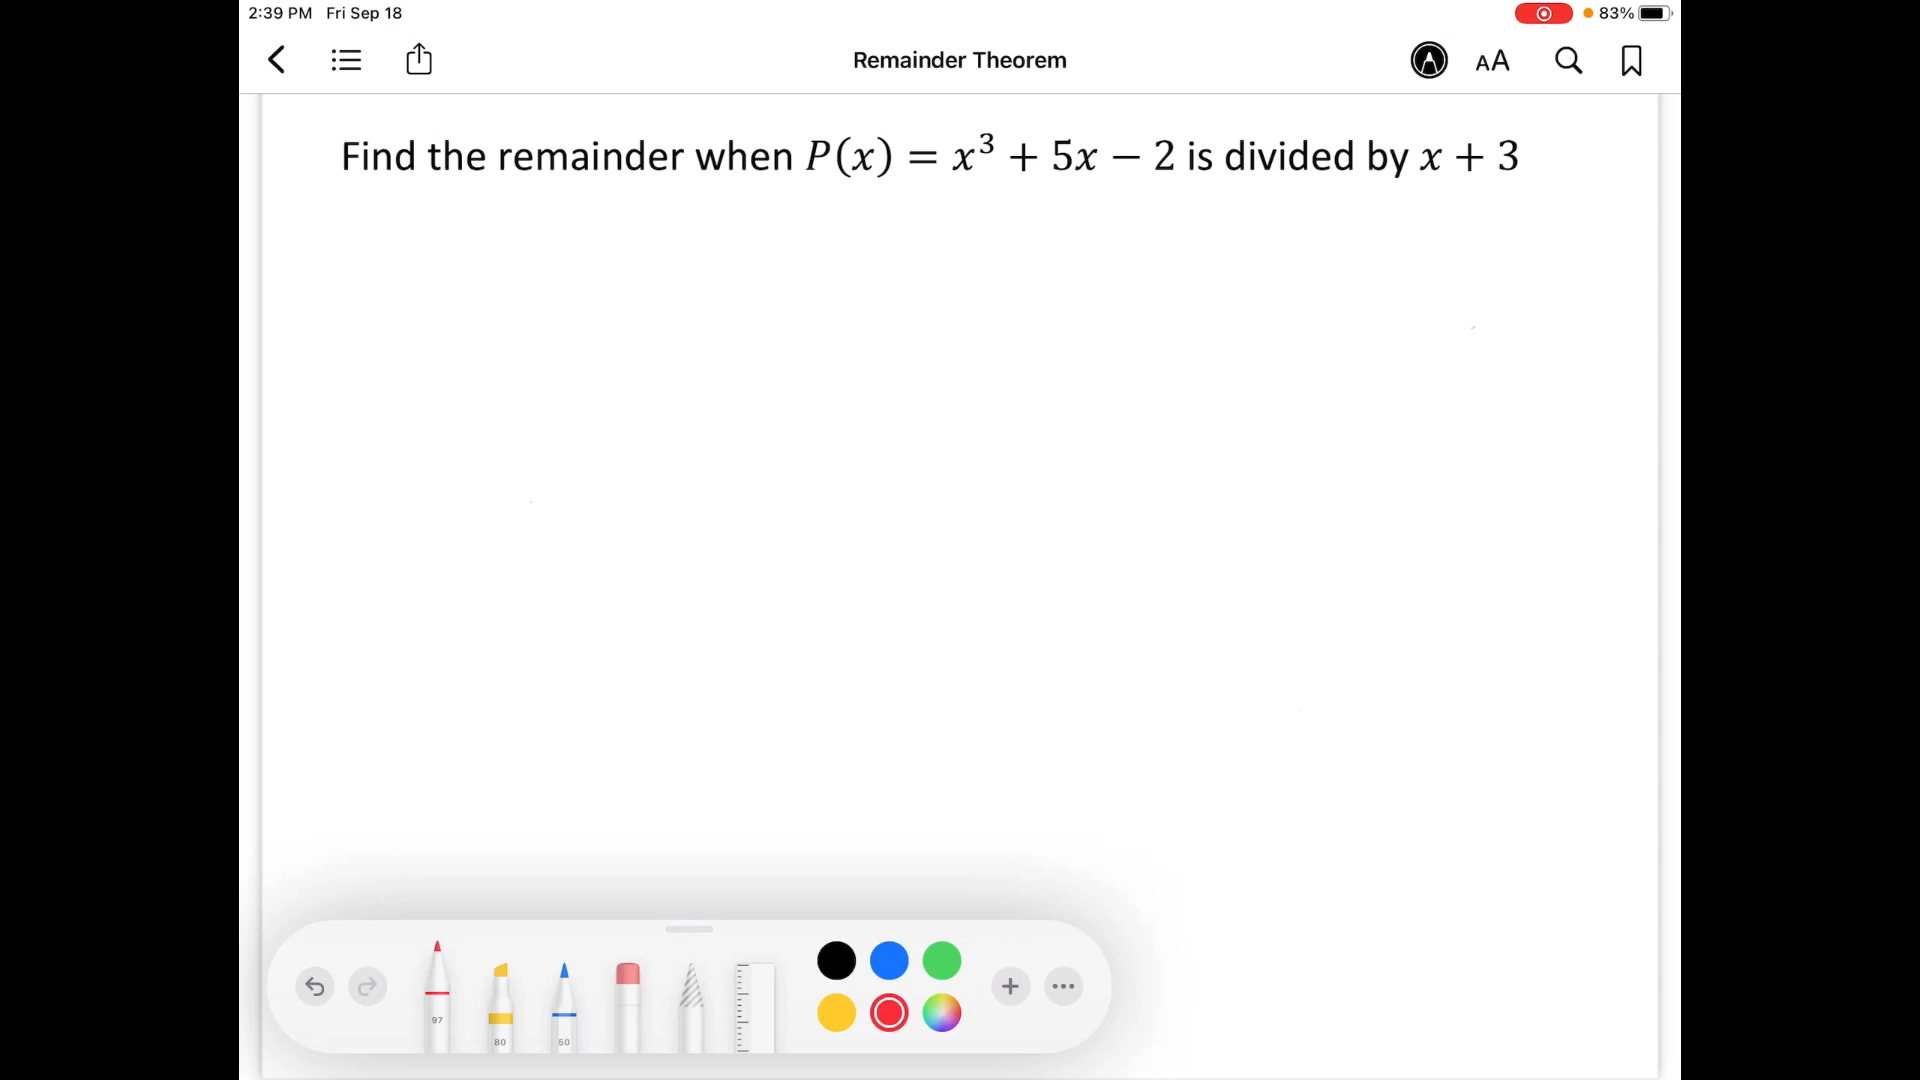 2:39 PM Fri Sep 18 83%
Remainder Theorem AA
Find the remainder when P(x) = x³ + 5x − 2 is divided by x + 3
97
80
50